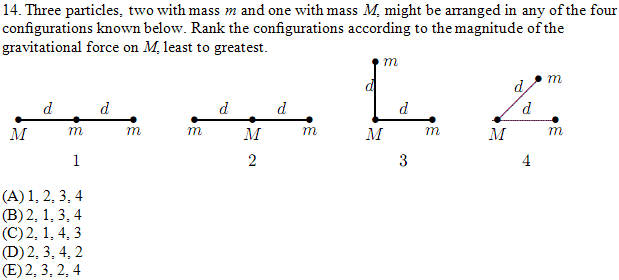 14. Three particles, two with mass m and one with mass M, might be arranged in any of the four
configurations known below. Rank the configurations according to the magnitude of the
gravitational force on M, least to greatest.
m
d
d d d d d d d m
M m m m M m M m M m
1 2 3 4
(A) 1, 2, 3, 4
(B) 2, 1, 3, 4
(C) 2, 1, 4, 3
(D) 2, 3, 4, 2
(E) 2, 3, 2, 4